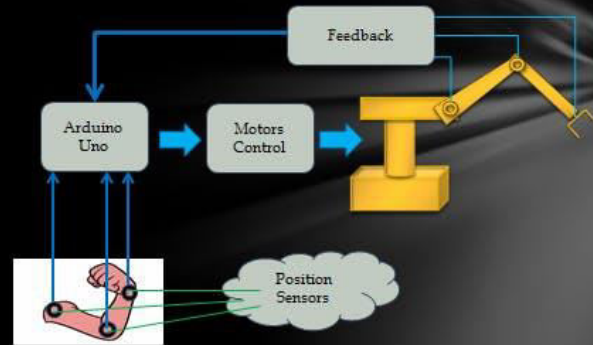 Feedback
Arduino
Uno
Motors
Control
Position
Sensors